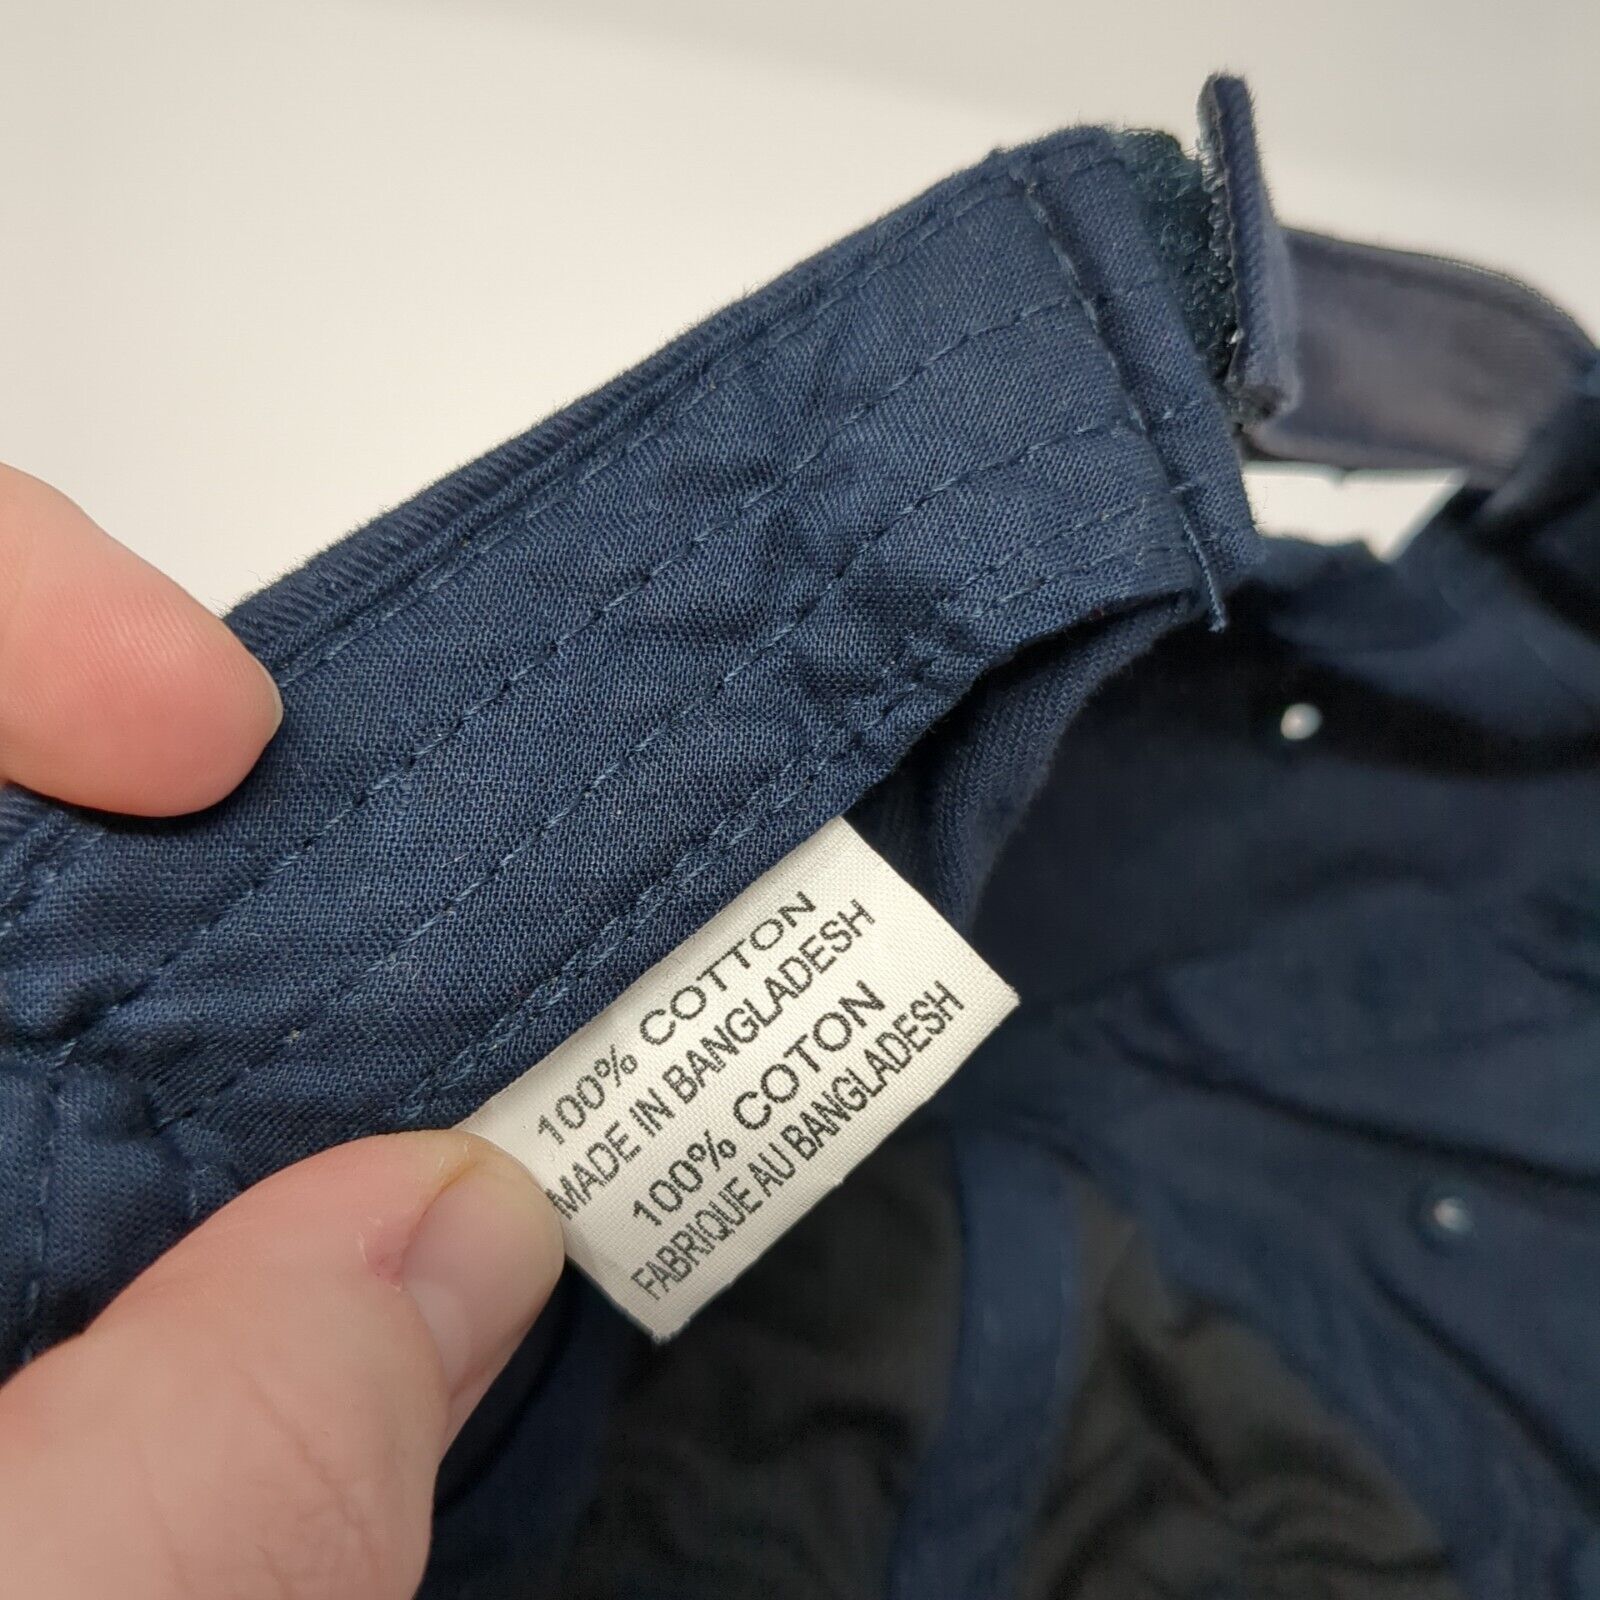 100% COTTON
MADE IN BANGLADESH
100% COTON
FABRIQUE AU BANGLADESH